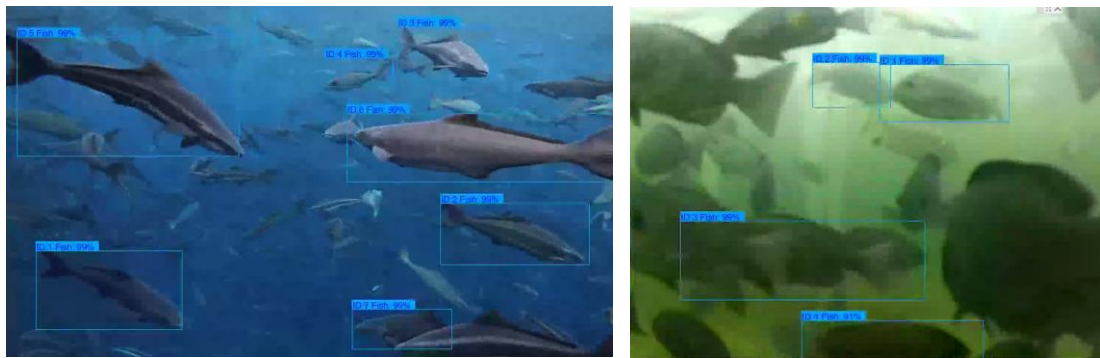 ID:5 Fish 99%
ID:3 Fish 99%
ID:4 Fish 99%
ID:6 Fish 99%
ID:2 Fish 99%
ID:1 Fish 99%
ID:7 Fish 99%
ID:2 Fish 99%
ID:1 Fish 89%
ID:3 Fish 99%
ID:4 Fish 91%